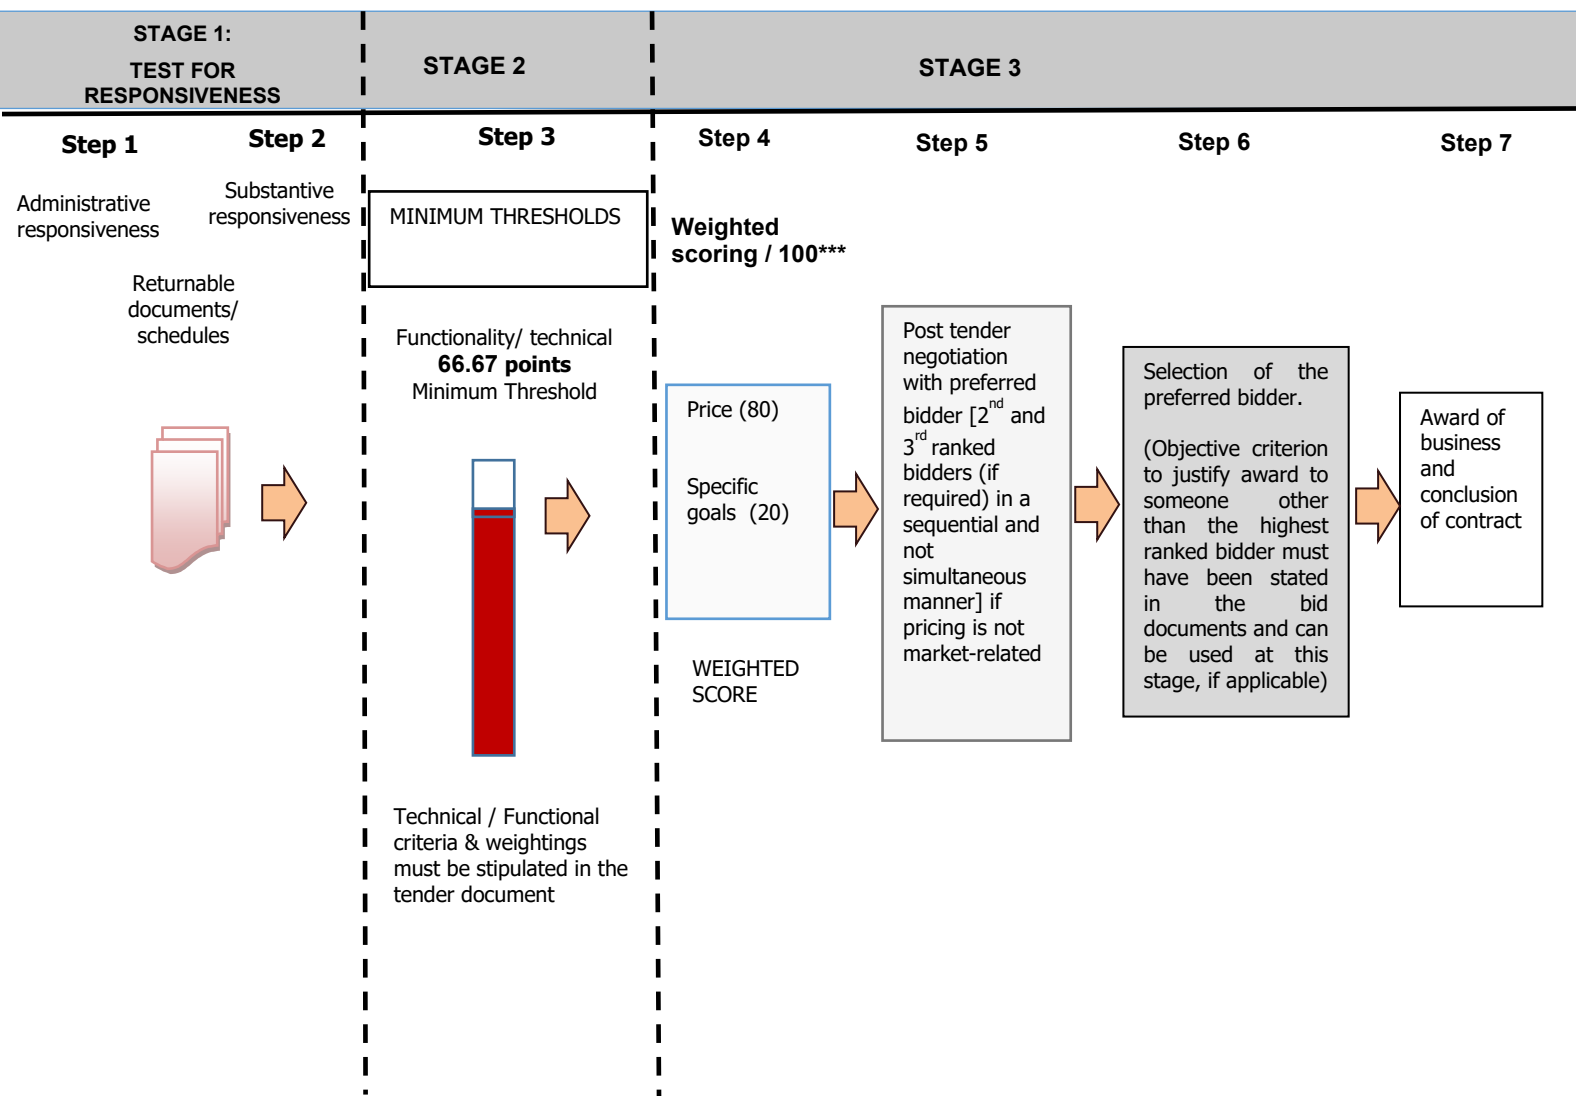 STAGE 1:
TEST FOR
RESPONSIVENESS
STAGE 2
STAGE 3
Step 1
Step 2
Step 3
Step 4
Step 5
Step 6
Step 7
Administrative
responsiveness
Substantive
responsiveness
Returnable
documents/
schedules
MINIMUM THRESHOLDS
Functionality/ technical
66.67 points
Minimum Threshold
Technical / Functional
criteria & weightings
must be stipulated in the
tender document
Weighted
scoring / 100***
Price (80)
Specific
goals (20)
WEIGHTED
SCORE
Post tender
negotiation
with preferred
bidder [2nd and
3rd ranked
bidders (if
required) in a
sequential and
not
simultaneous
manner] if
pricing is not
market-related
Selection of the
preferred bidder.
(Objective criterion
to justify award to
someone other
than the highest
ranked bidder must
have been stated
in the bid
documents and can
be used at this
stage, if applicable)
Award of
business
and
conclusion
of contract